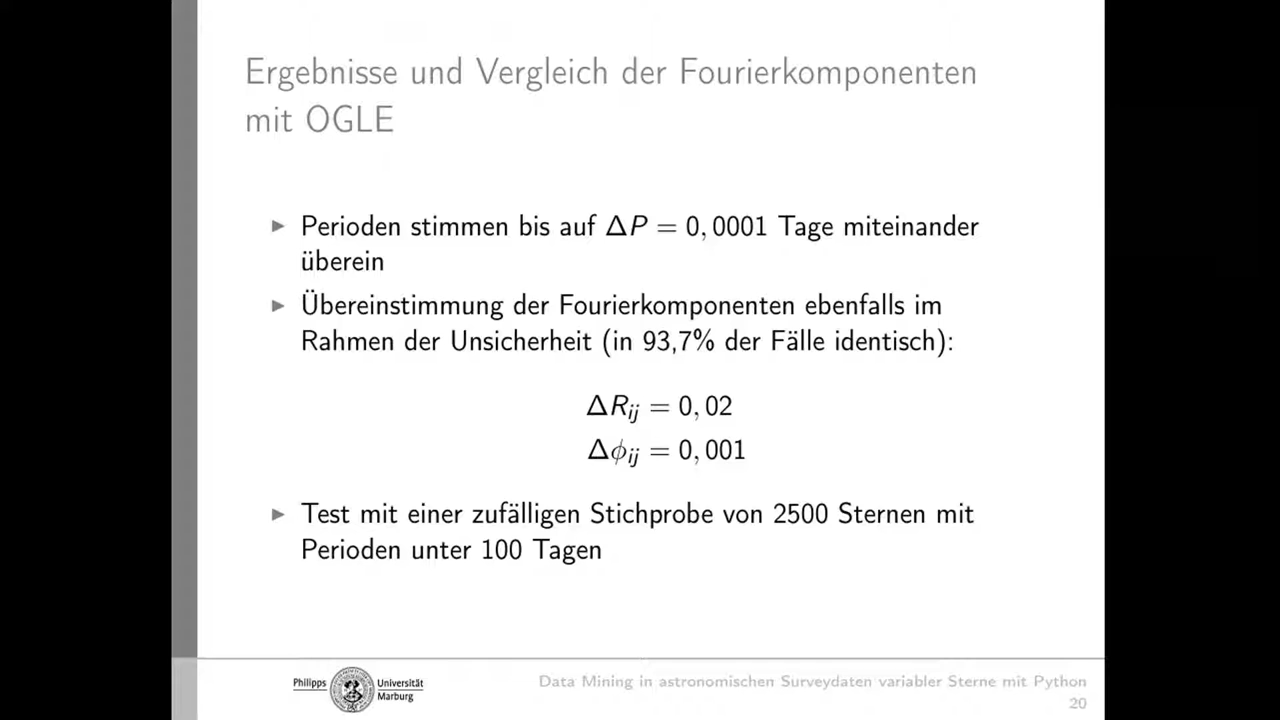 Ergebnisse und Vergleich der Fourierkomponenten
mit OGLE
Perioden stimmen bis auf ΔP = 0, 0001 Tage miteinander
überein
Übereinstimmung der Fourierkomponenten ebenfalls im
Rahmen der Unsicherheit (in 93,7% der Fälle identisch):
ΔR_ij = 0, 02
Δϕ_ij = 0, 001
Test mit einer zufälligen Stichprobe von 2500 Sternen mit
Perioden unter 100 Tagen
Philipps Universität
Marburg
Data Mining in astronomischen Surveydaten variabler Sterne mit Python
20